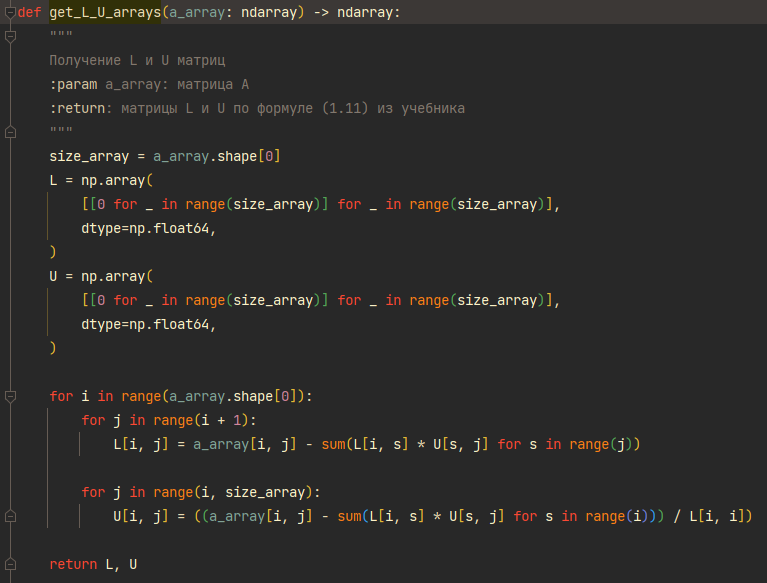 def get_L_U_arrays(a_array: ndarray) -> ndarray:
    """
    Получение L и U матриц
    :param a_array: матрица A
    :return: матрицы L и U по формуле (1.11) из учебника
    """
    size_array = a_array.shape[0]
    L = np.array(
        [[0 for _ in range(size_array)] for _ in range(size_array)],
        dtype=np.float64,
    )
    U = np.array(
        [[0 for _ in range(size_array)] for _ in range(size_array)],
        dtype=np.float64,
    )
    for i in range(a_array.shape[0]):
        for j in range(i + 1):
            L[i, j] = a_array[i, j] - sum(L[i, s] * U[s, j] for s in range(j))
        for j in range(i, size_array):
            U[i, j] = ((a_array[i, j] - sum(L[i, s] * U[s, j] for s in range(i))) / L[i, i])
    return L, U